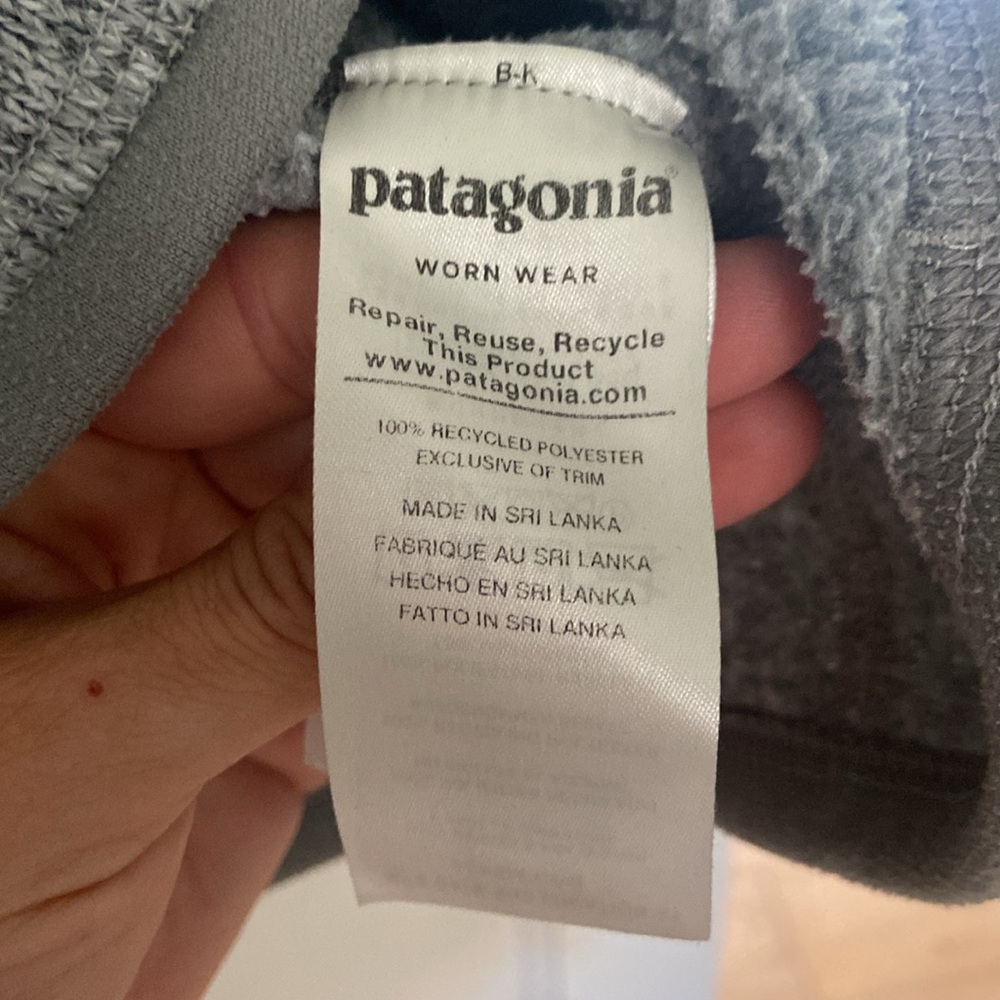 B-K
patagonia®
WORN WEAR
Repair, Reuse, Recycle
This Product
www.patagonia.com
100% RECYCLED POLYESTER
EXCLUSIVE OF TRIM
MADE IN SRI LANKA
FABRIQUÉ AU SRI LANKA
HECHO EN SRI LANKA
FATTO IN SRI LANKA